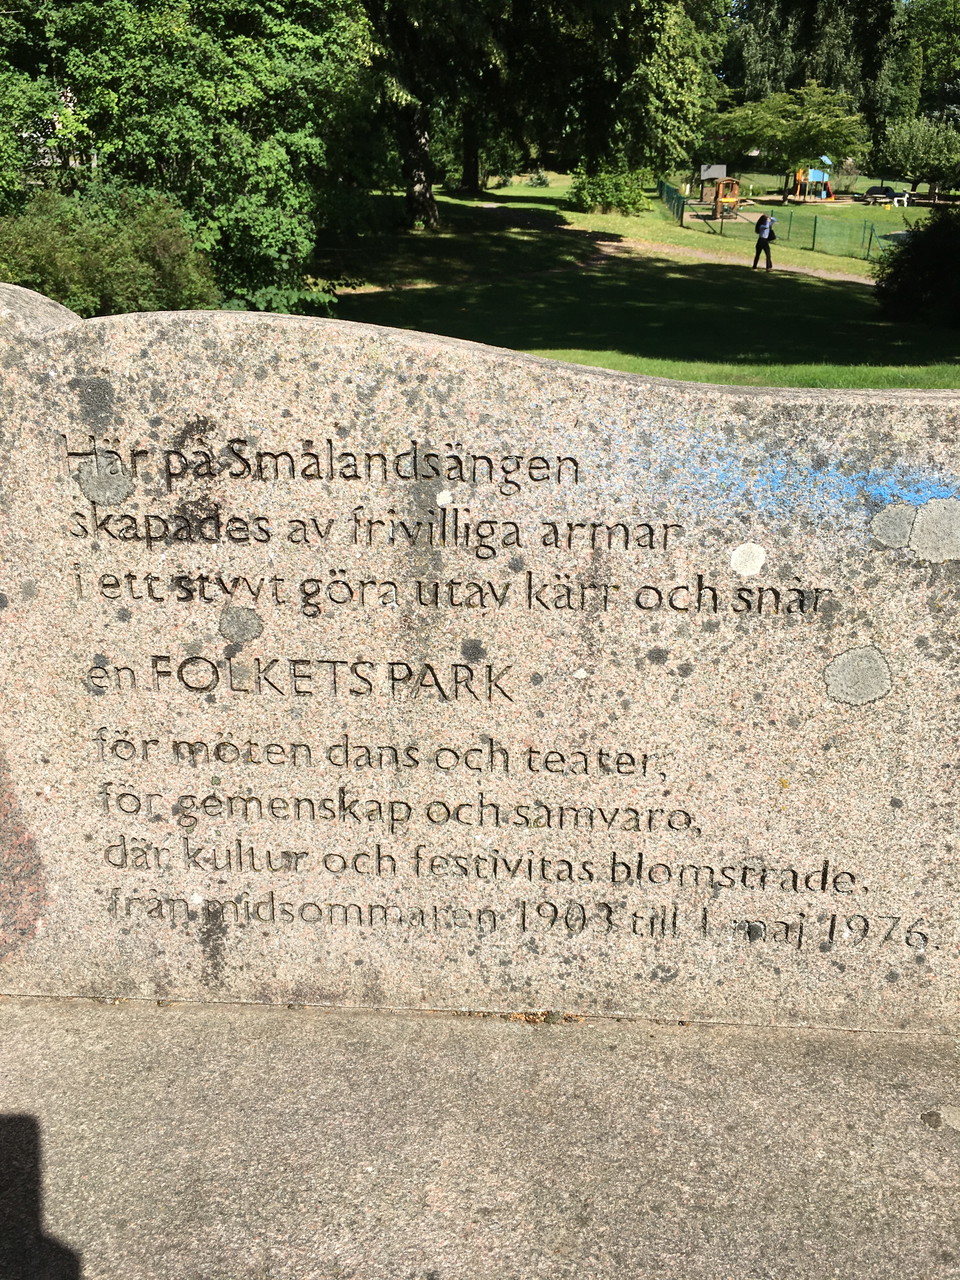 Här på Smålandsängen
skapades av frivilliga armar
i ett styvt göra utav kärr och snår
en FOLKETS PARK
för möten dans och teater,
för gemenskap och samvaro,
där kultur och festivitas blomstrade.
från midsommaren 1903 till 1 maj 1976.